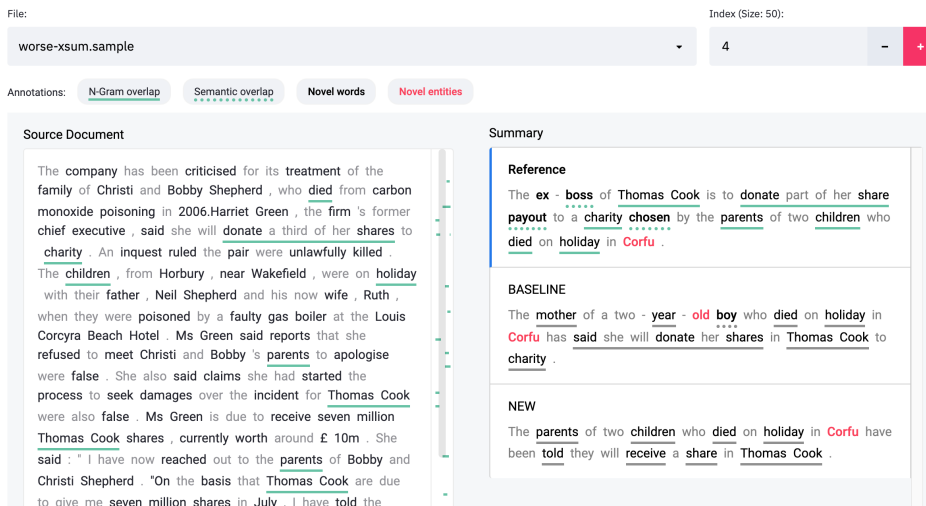 File:
Index (Size: 50):
worse-xsum.sample
4
-
+
Annotations:
N-Gram overlap
Semantic overlap
Novel words
Novel entities
Source Document
The company has been criticised for its treatment of the
family of Christi and Bobby Shepherd , who died from carbon
monoxide poisoning in 2006.Harriet Green , the firm 's former
chief executive , said she will donate a third of her shares to
charity . An inquest ruled the pair were unlawfully killed .
The children , from Horbury , near Wakefield , were on holiday
with their father , Neil Shepherd and his now wife , Ruth ,
when they were poisoned by a faulty gas boiler at the Louis
Corcyra Beach Hotel . Ms Green said reports that she
refused to meet Christi and Bobby 's parents to apologise
were false . She also said claims she had started the
process to seek damages over the incident for Thomas Cook
were also false . Ms Green is due to receive seven million
Thomas Cook shares , currently worth around £ 10m . She
said : " I have now reached out to the parents of Bobby and
Christi Shepherd . "On the basis that Thomas Cook are due
to give me seven million shares in July , I have told the
Summary
Reference
The ex - boss of Thomas Cook is to donate part of her share
payout to a charity chosen by the parents of two children who
died on holiday in Corfu .
BASELINE
The mother of a two - year - old boy who died on holiday in
Corfu has said she will donate her shares in Thomas Cook to
charity .
NEW
The parents of two children who died on holiday in Corfu have
been told they will receive a share in Thomas Cook .